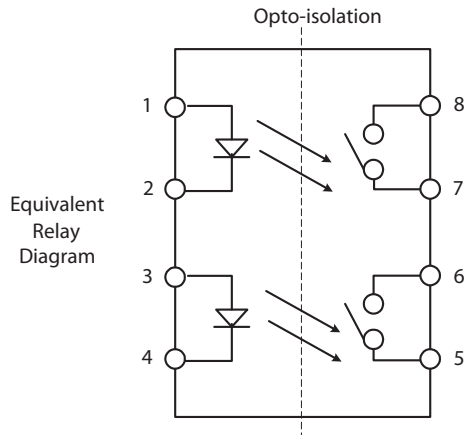 Opto-isolation
1
8
2
7
Equivalent
Relay
Diagram
3
6
4
5